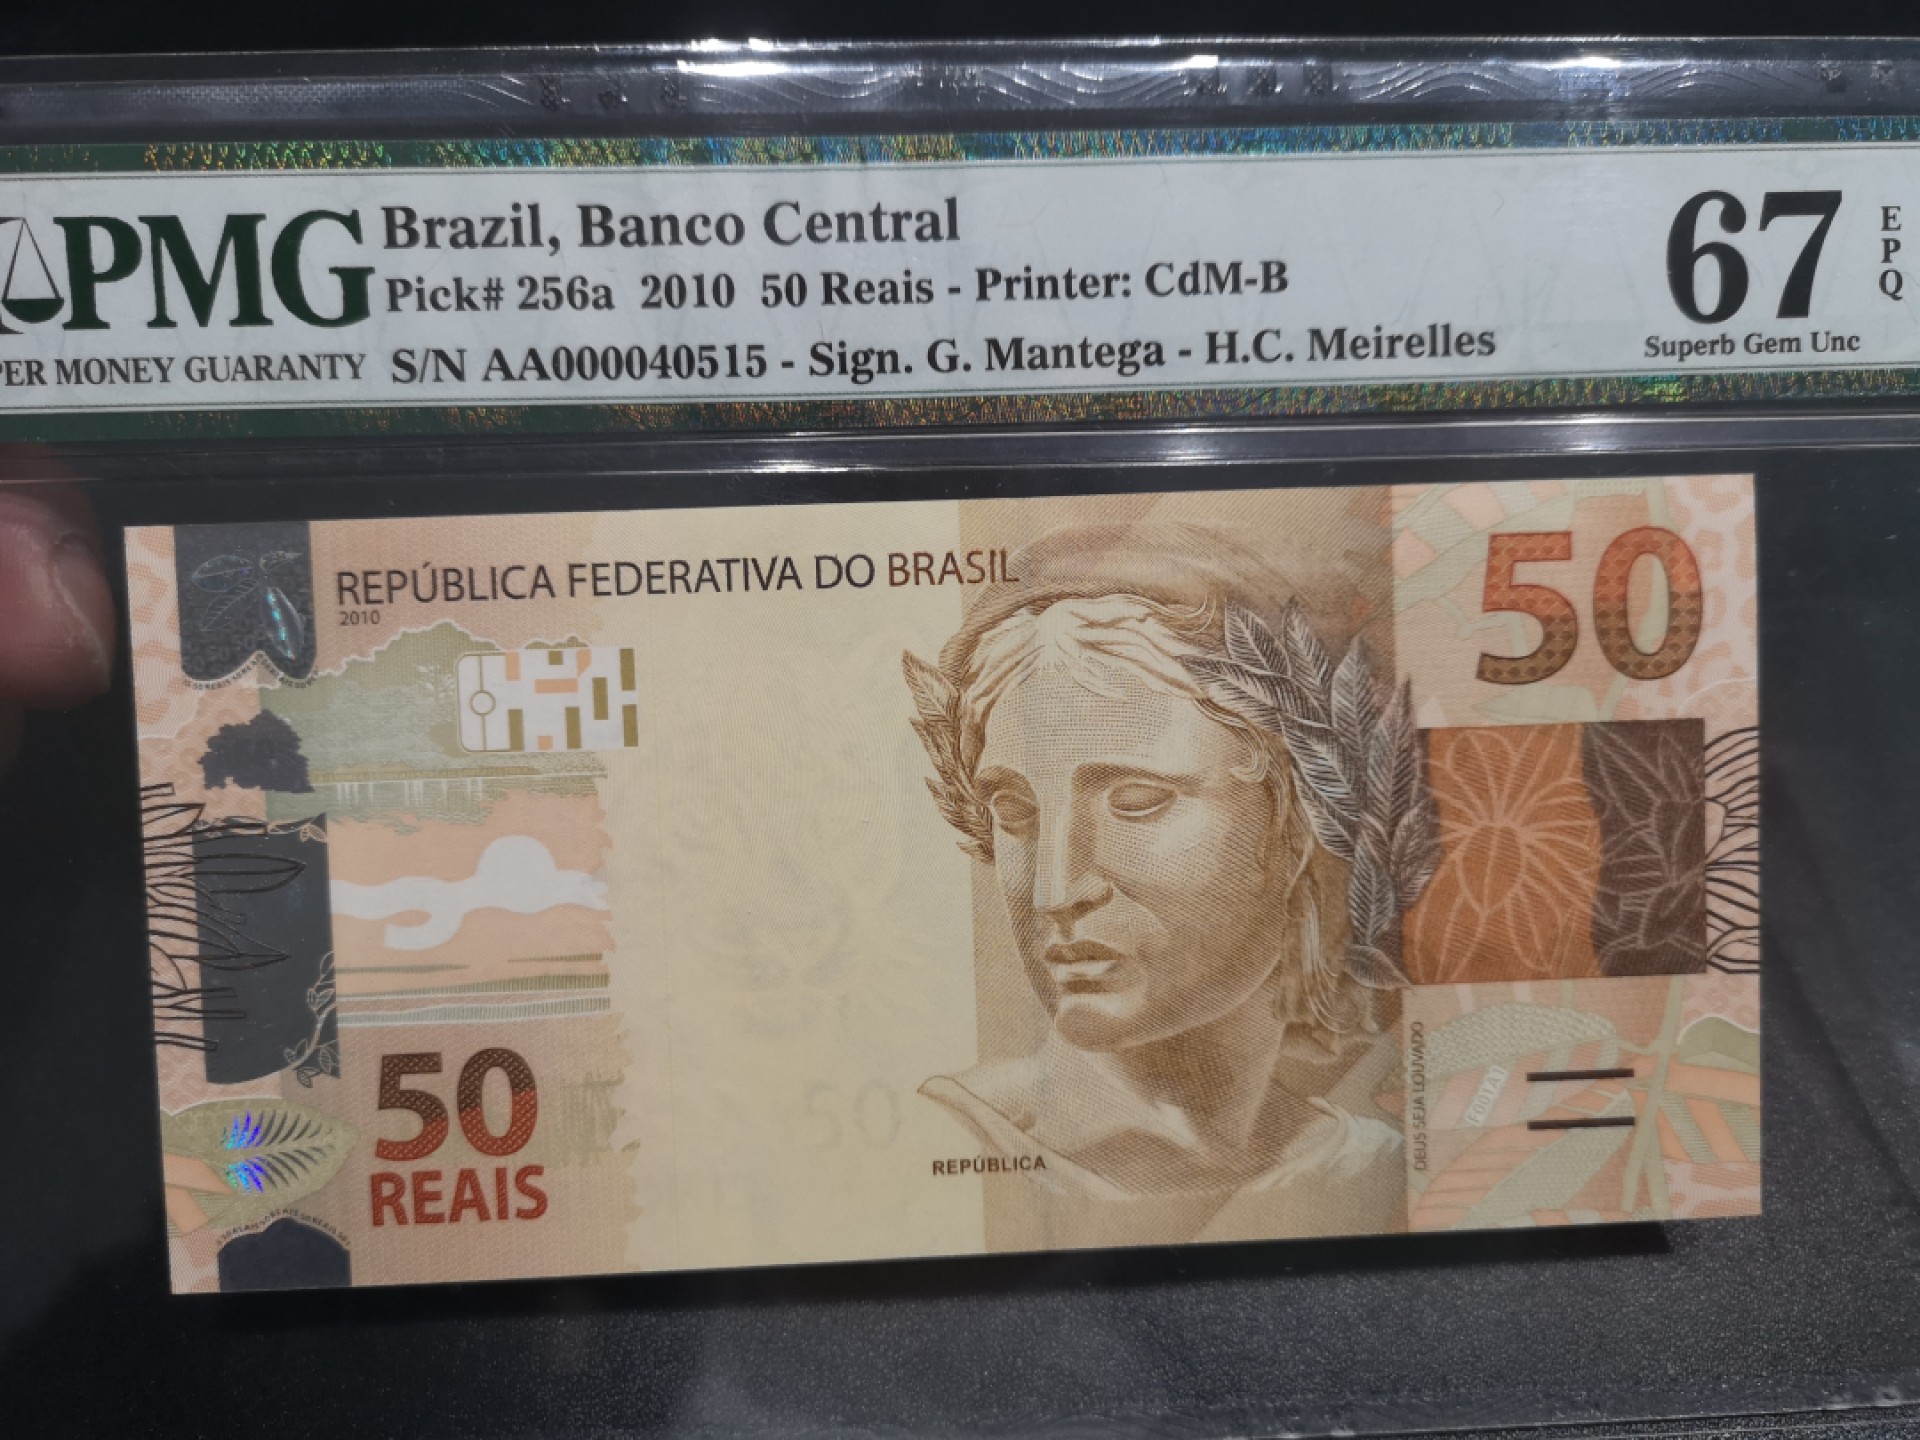 PMG
PER MONEY GUARANTY
Brazil, Banco Central
Pick# 256a 2010 50 Reais - Printer: CdM-B
S/N AA000040515 - Sign. G. Mantega - H.C. Meirelles
67
EPQ
Superb Gem Unc
REPÚBLICA FEDERATIVA DO BRASIL
2010
50
50
REAIS
50
REPÚBLICA
DEUS SEJA LOUVADO